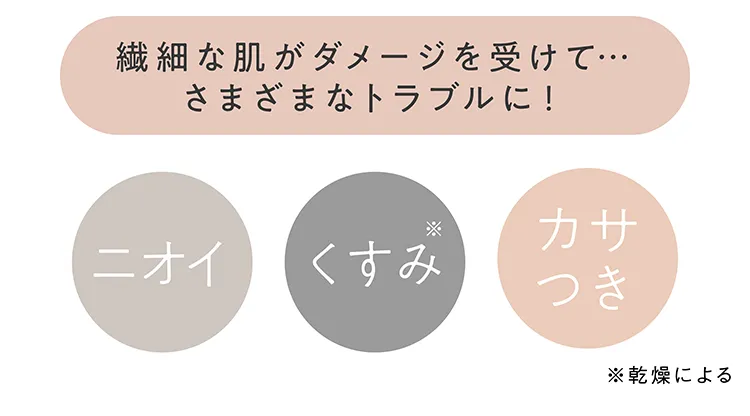 繊細な肌がダメージを受けて…
さまざまなトラブルに！
ニオイ
くすみ※
カサ
つき
※乾燥による